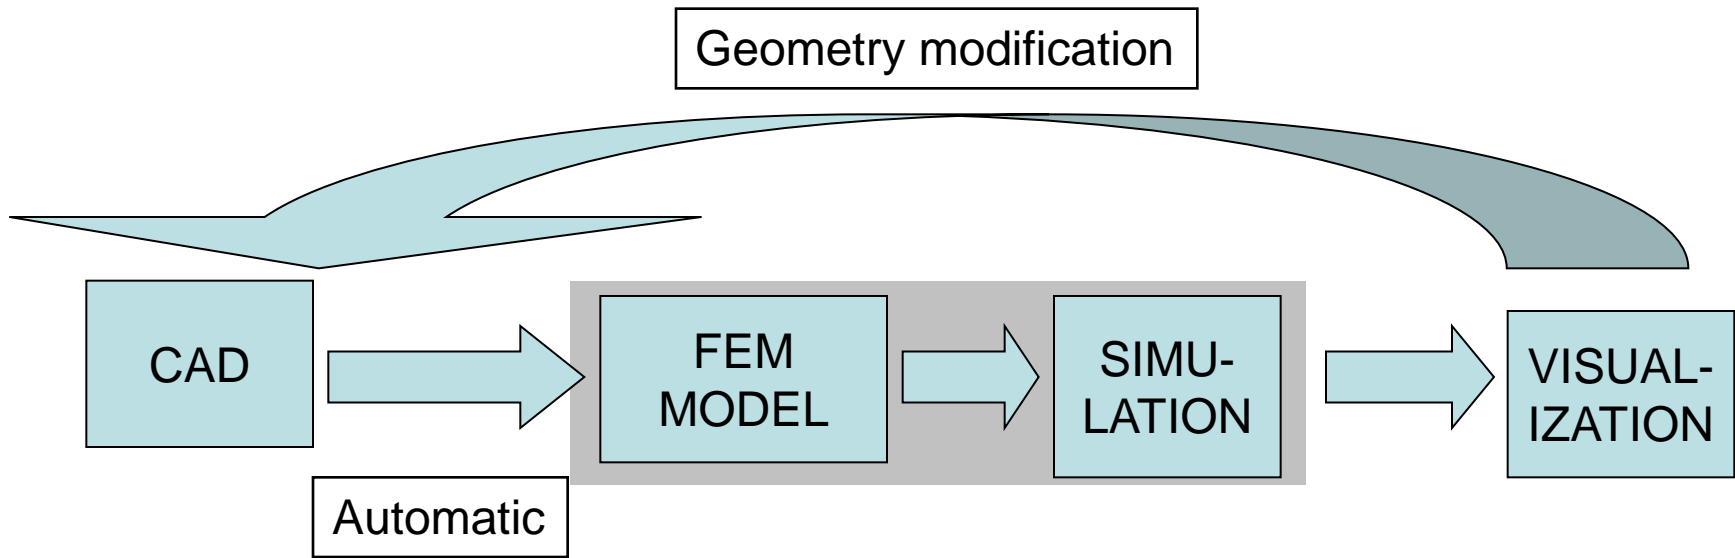 Geometry modification
CAD
FEM
MODEL
SIMU-
LATION
VISUAL-
IZATION
Automatic